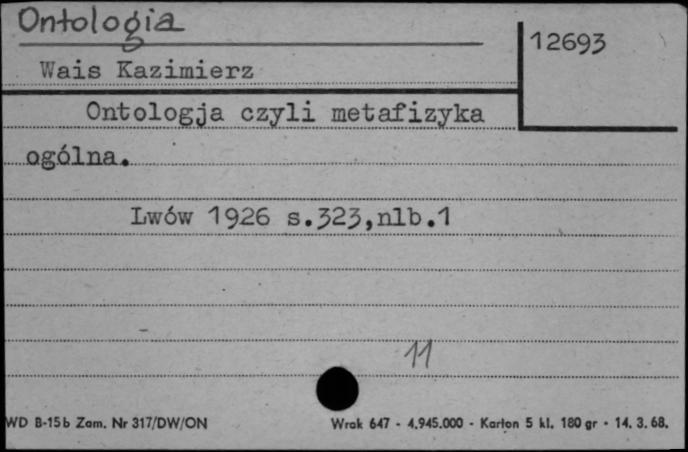 Ontologia
12693
Wais Kazimierz
Ontologja czyli metafizyka
ogólna.
Lwów 1926 s.323,nlb.1
11
WD B-15b Zam. Nr 317/DW/ON
Wrak 647 - 4.945.000 - Karton 5 kl. 180 gr - 14. 3. 68.